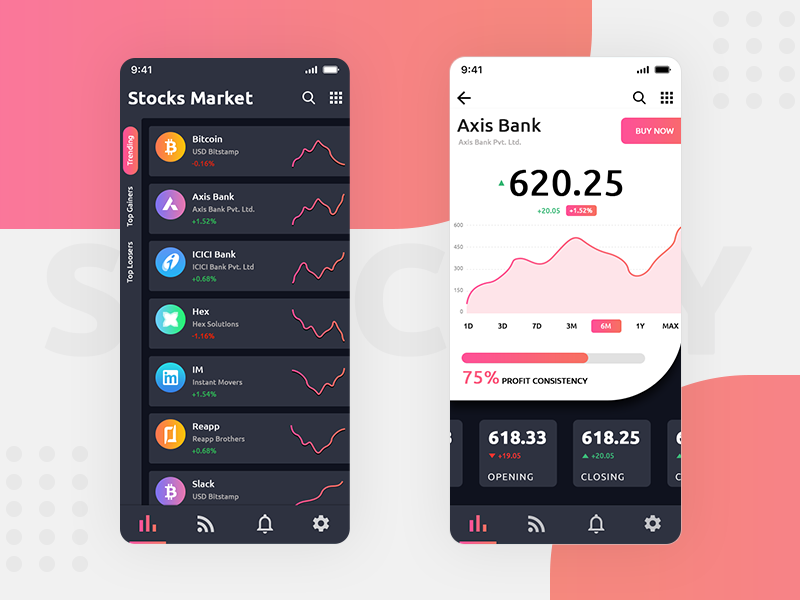 9:41
Stocks Market
Trending
Top Gainers
Top Loosers
Bitcoin
USD Bitstamp
-0.16%
Axis Bank
Axis Bank Pvt. Ltd.
+1.52%
ICICI Bank
ICICI Bank Pvt. Ltd
+0.68%
Hex
Hex Solutions
-1.16%
IM
Instant Movers
+1.54%
Reapp
Reapp Brothers
+0.68%
Slack
USD Bitstamp
9:41
Axis Bank
Axis Bank Pvt. Ltd.
BUY NOW
620.25
+20.05 +1.52%
600
450
300
150
0
1D 3D 7D 3M 6M 1Y MAX
75% PROFIT CONSISTENCY
618.33
+19.05
OPENING
618.25
+20.05
CLOSING